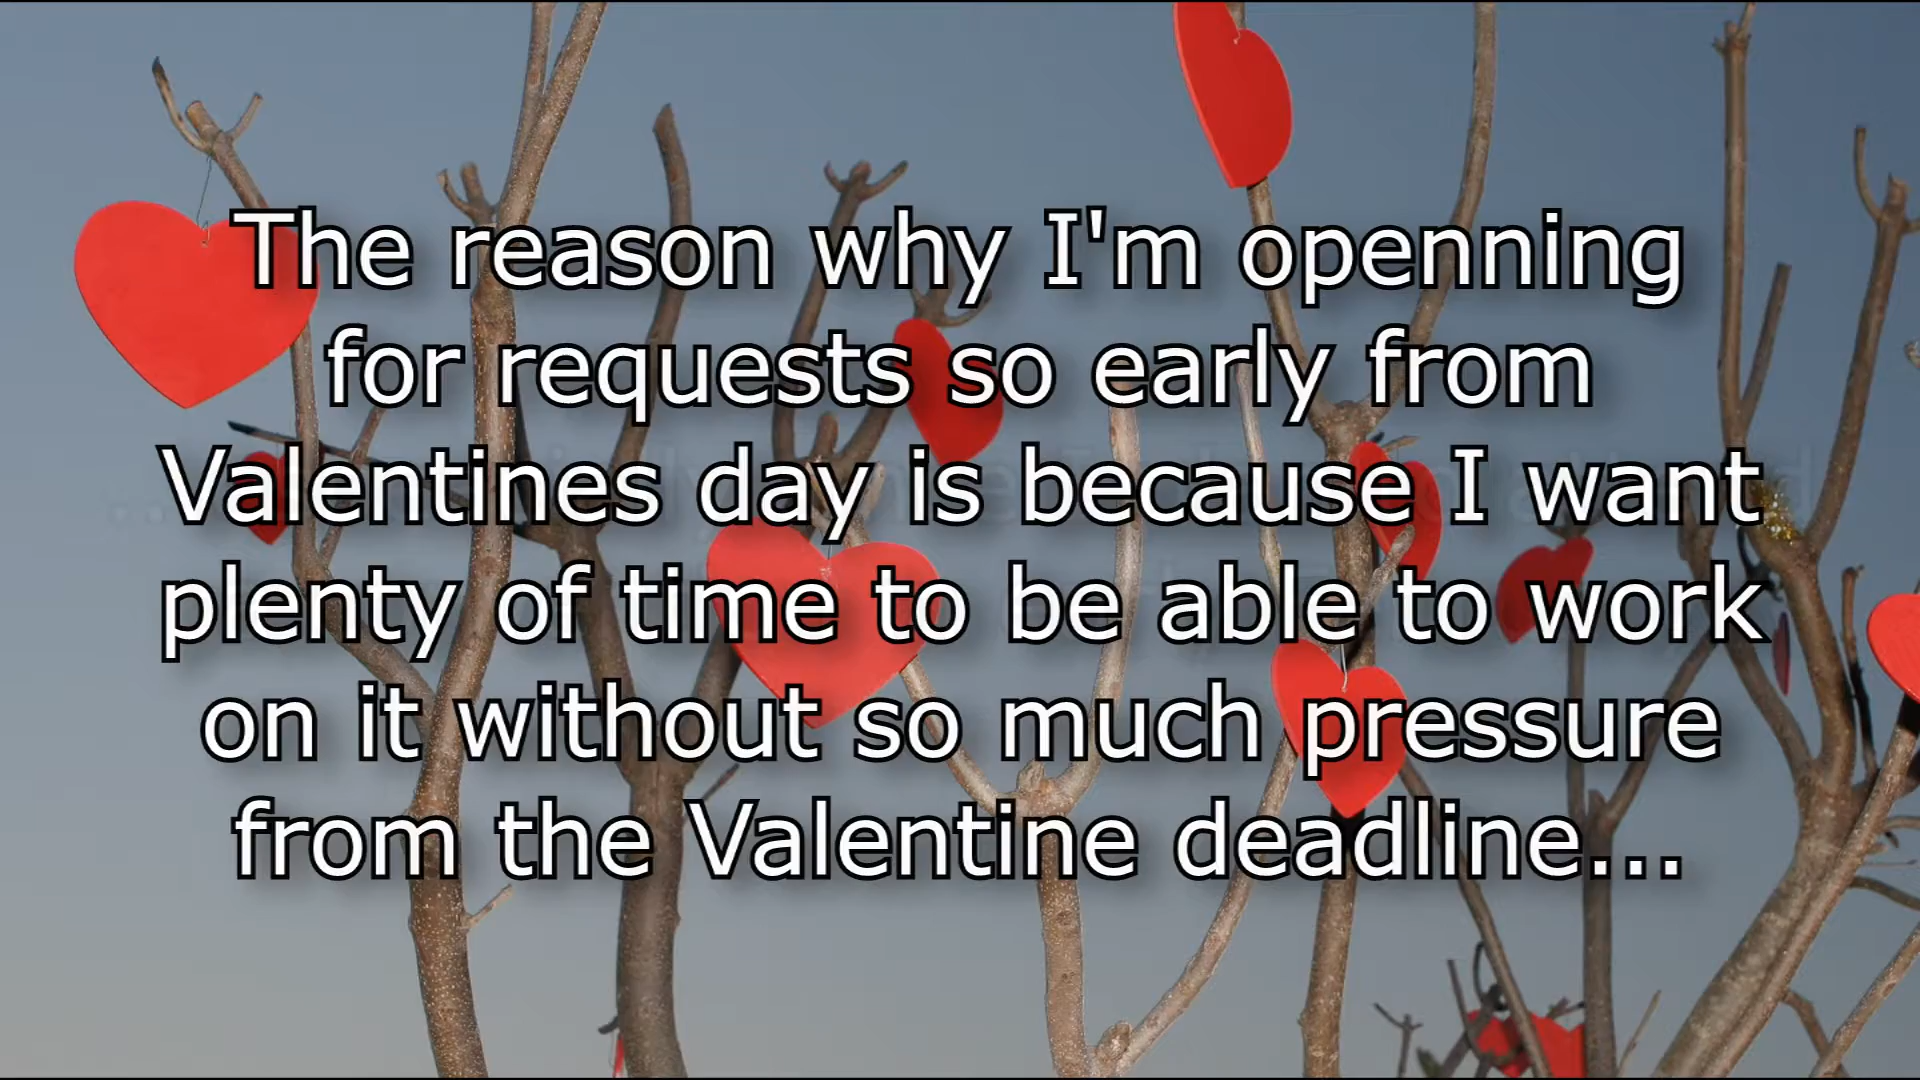 The reason why I'm openning
for requests so early from
Valentines day is because I want
plenty of time to be able to work
on it without so much pressure
from the Valentine deadline...